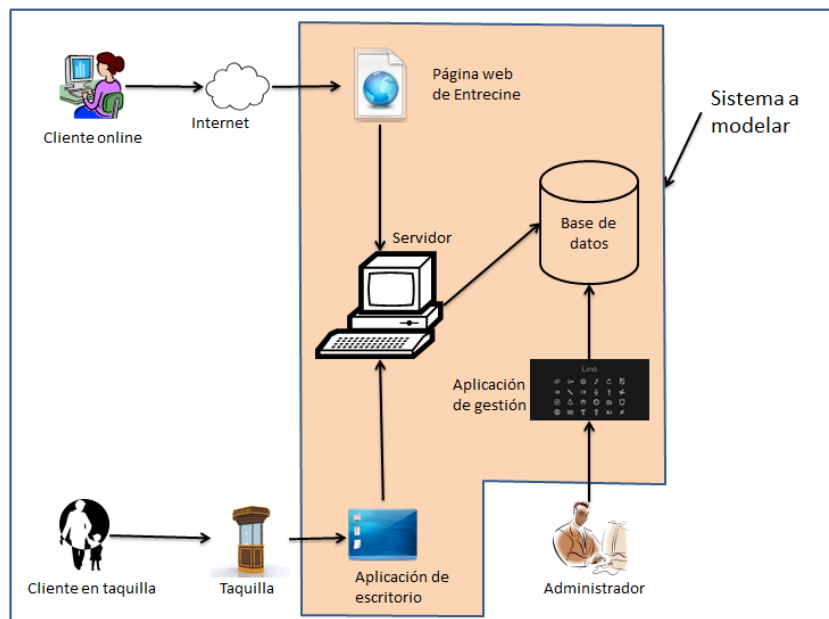 Página web
de Entrecine
Sistema a
modelar
Cliente online
Internet
Servidor
Base de
datos
Lino
Aplicación
de gestión
Cliente en taquilla
Taquilla
Aplicación de
escritorio
Administrador